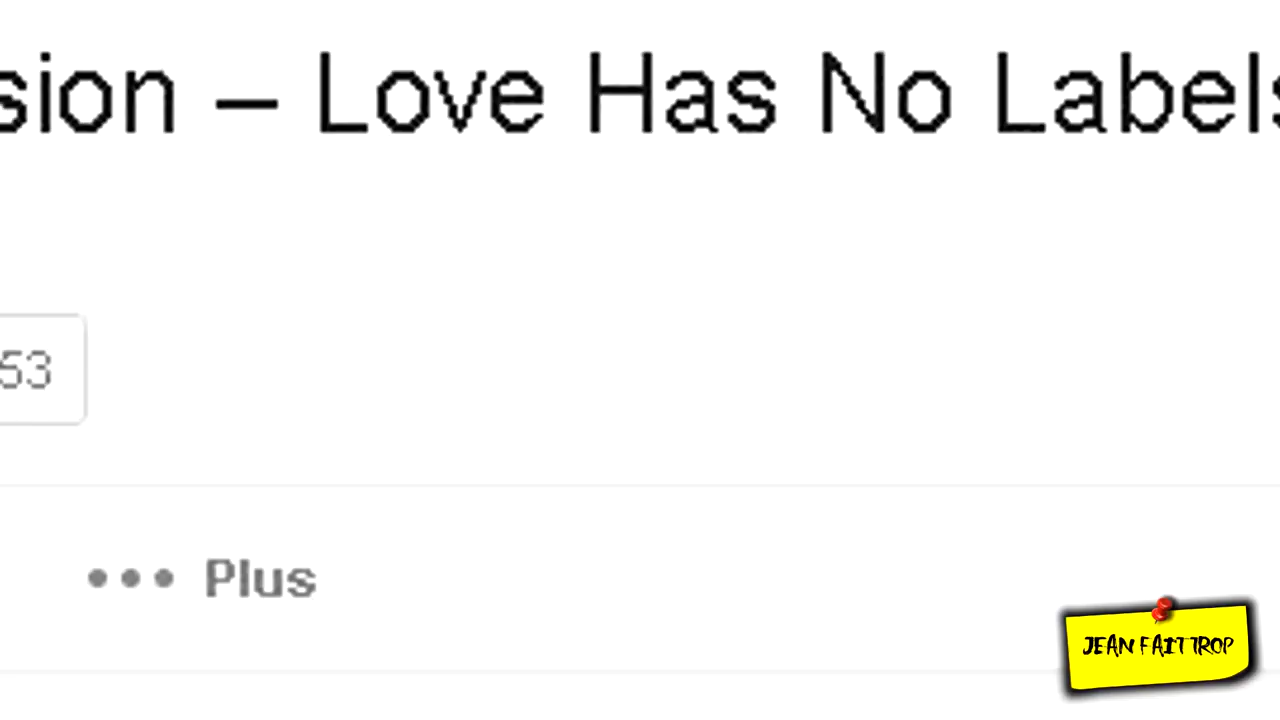 sion – Love Has No Labels
53
••• Plus
JEAN FAIT TROP